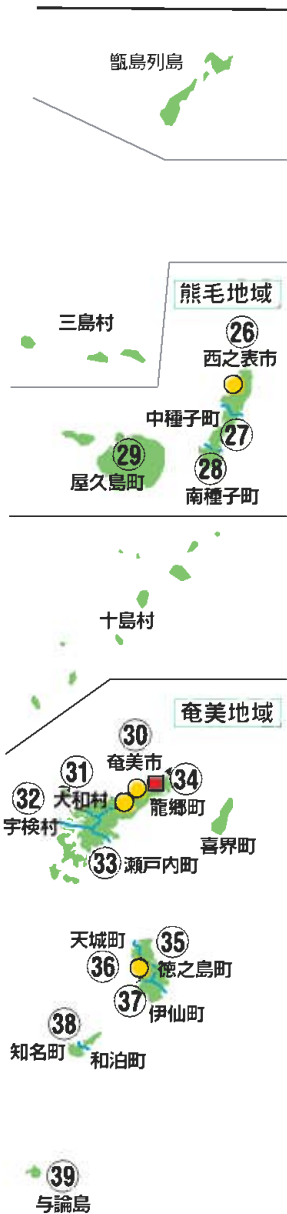 甑島列島
熊毛地域
三島村
26
西之表市
中種子町
27
29
28
屋久島町
南種子町
十島村
奄美地域
30
奄美市
31
34
大和村
龍郷町
32
宇検村
喜界町
33 瀬戸内町
天城町
35
36
徳之島町
37
伊仙町
38
知名町
和泊町
39
与論島